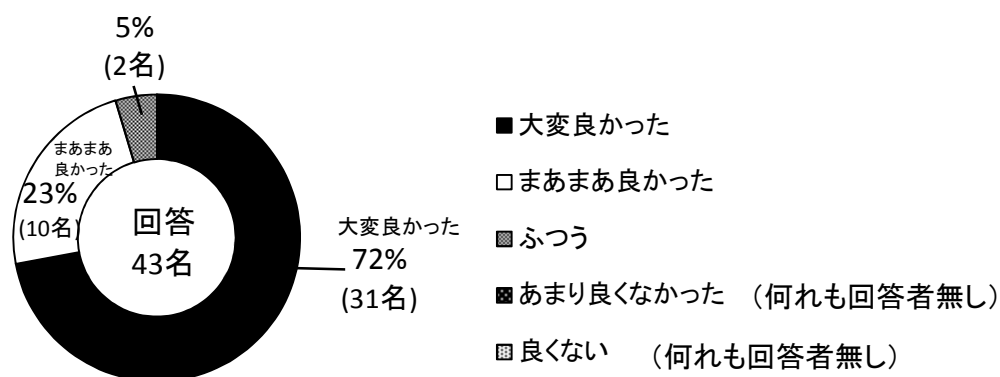 5%
(2名)
まあまあ
良かった
23%
(10名)
回答
43名
大変良かった
72%
(31名)
大変良かった
まあまあ良かった
ふつう
あまり良くなかった （何れも回答者無し）
良くない （何れも回答者無し）